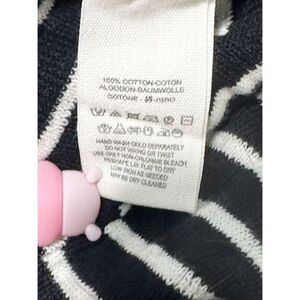 100% COTTON-COTON
ALGODON-BAUMWOLLE
HAND WASH COLD SEPARATELY
DO NOT WRING OR TWIST
USE ONLY NON-CHLORINE BLEACH
RESHAPE LAY FLAT TO DRY
LOW IRON AS NEEDED
MAY BE DRY CLEANED